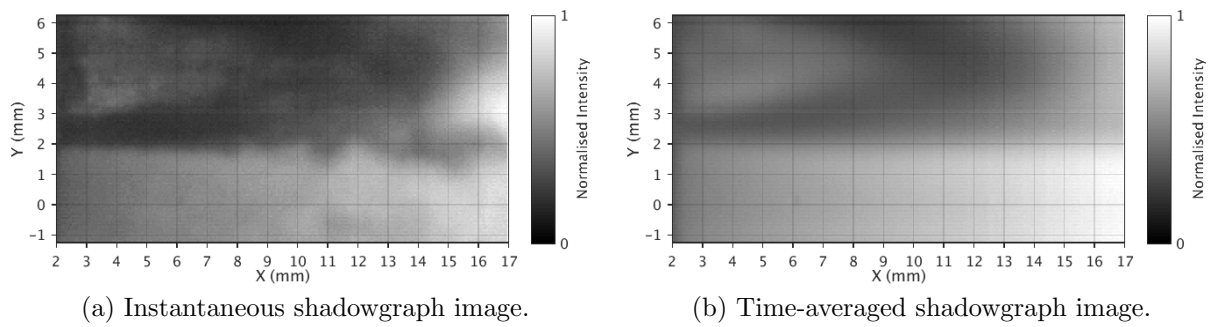 6
5
4
3
2
1
0
−1
Y (mm)
2 3 4 5 6 7 8 9 10 11 12 13 14 15 16 17
X (mm)
1
0
Normalised Intensity
(a) Instantaneous shadowgraph image.
6
5
4
3
2
1
0
−1
Y (mm)
2 3 4 5 6 7 8 9 10 11 12 13 14 15 16 17
X (mm)
1
0
Normalised Intensity
(b) Time-averaged shadowgraph image.